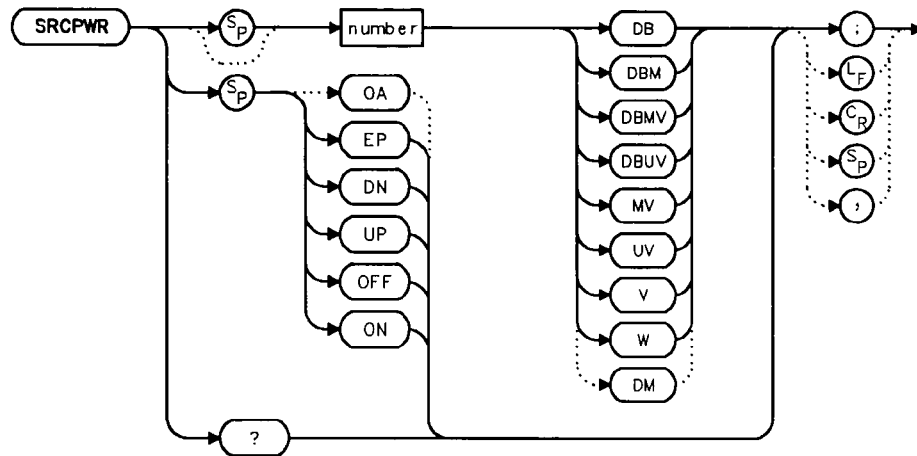 SRCPWR
SP
number
DB
;
DBM
LF
SP
OA
DBMV
CR
EP
DBUV
SP
DN
MV
,
UP
UV
OFF
V
ON
W
DM
?